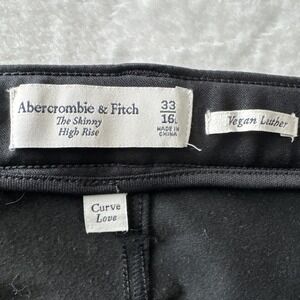 Abercrombie & Fitch
The Skinny
High Rise
33
16L
MADE IN
CHINA
Vegan Leather
Curve
Love